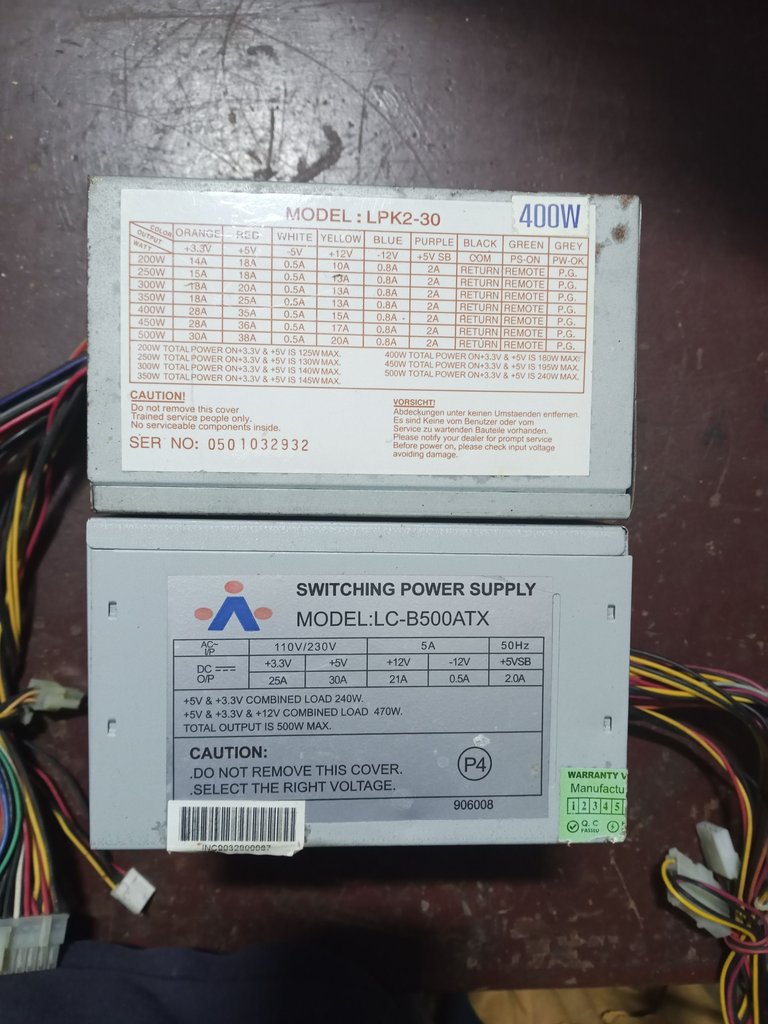 MODEL : LPK2-30
400W
COLOR ORANGE RED WHITE YELLOW BLUE PURPLE BLACK GREEN GREY
OUTPUT WATT +3.3V +5V -5V +12V -12V +5V SB COM PS-ON PW-OK
200W 14A 18A 0.5A 10A 0.8A 2A RETURN REMOTE P.G.
250W 15A 18A 0.5A 0.8A 2A RETURN REMOTE P.G.
300W 18A 20A 0.5A 13A 0.8A 2A RETURN REMOTE P.G.
350W 18A 25A 0.5A 13A 0.8A 2A RETURN REMOTE P.G.
400W 28A 35A 0.5A 15A 0.8A 2A RETURN REMOTE P.G.
450W 28A 36A 0.5A 17A 0.8A 2A RETURN REMOTE P.G.
500W 30A 38A 0.5A 20A 0.8A 2A RETURN REMOTE P.G.
200W TOTAL POWER ON+3.3V & +5V IS 125W MAX.
250W TOTAL POWER ON+3.3V & +5V IS 130W MAX.
300W TOTAL POWER ON+3.3V & +5V IS 140W MAX.
350W TOTAL POWER ON+3.3V & +5V IS 145W MAX.
400W TOTAL POWER ON+3.3V & +5V IS 180W MAX.
450W TOTAL POWER ON+3.3V & +5V IS 195W MAX.
500W TOTAL POWER ON+3.3V & +5V IS 240W MAX.
CAUTION!
Do not remove this cover
Trained service people only.
No serviceable components inside.
SER NO: 0501032932
VORSICHT!
Abdeckungen unter keinen Umstaenden entfernen.
Es sind Keine vom Benutzer oder vom
Service zu wartenden Bauteile vorhanden.
Please notify your dealer for prompt service
Before power on, please check input voltage
avoiding damage.
SWITCHING POWER SUPPLY
MODEL:LC-B500ATX
AC~ I/P 110V/230V 5A 50Hz
DC O/P +3.3V +5V +12V -12V +5VSB
25A 30A 21A 0.5A 2.0A
+5V & +3.3V COMBINED LOAD 240W.
+5V & +3.3V & +12V COMBINED LOAD 470W.
TOTAL OUTPUT IS 500W MAX.
CAUTION:
.DO NOT REMOVE THIS COVER.
.SELECT THE RIGHT VOLTAGE.
P4
906008
WARRANTY V
Manufactu
1 2 3 4 5
Q.C